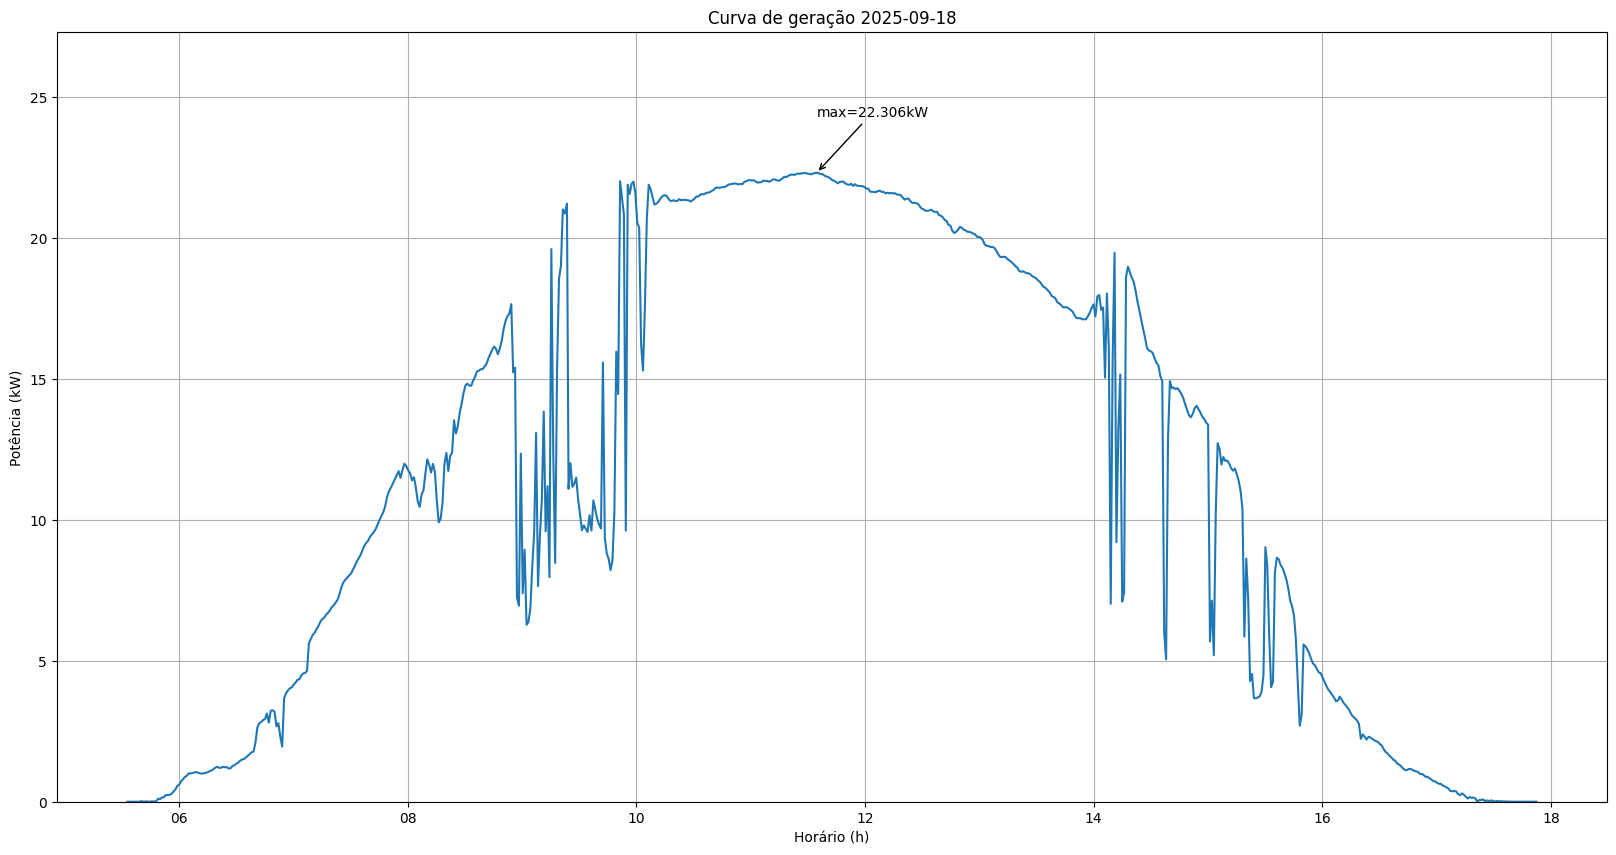 Curva de geração 2025-09-18
max=22.306kW
Potência (kW)
25
20
15
10
5
0
06 08 10 12 14 16 18
Horário (h)